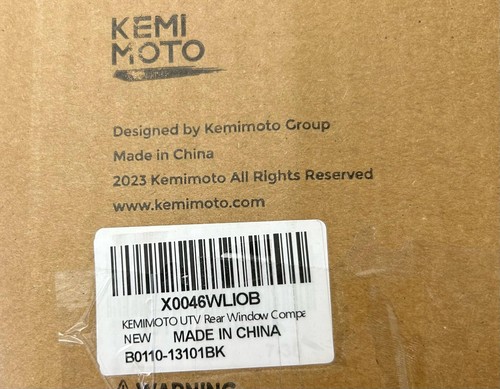 KEMI
MOTO
Designed by Kemimoto Group
Made in China
2023 Kemimoto All Rights Reserved
www.kemimoto.com
X0046WLIOB
KEMIMOTO UTV Rear Window Compa
NEW MADE IN CHINA
B0110-13101BK
WARNING